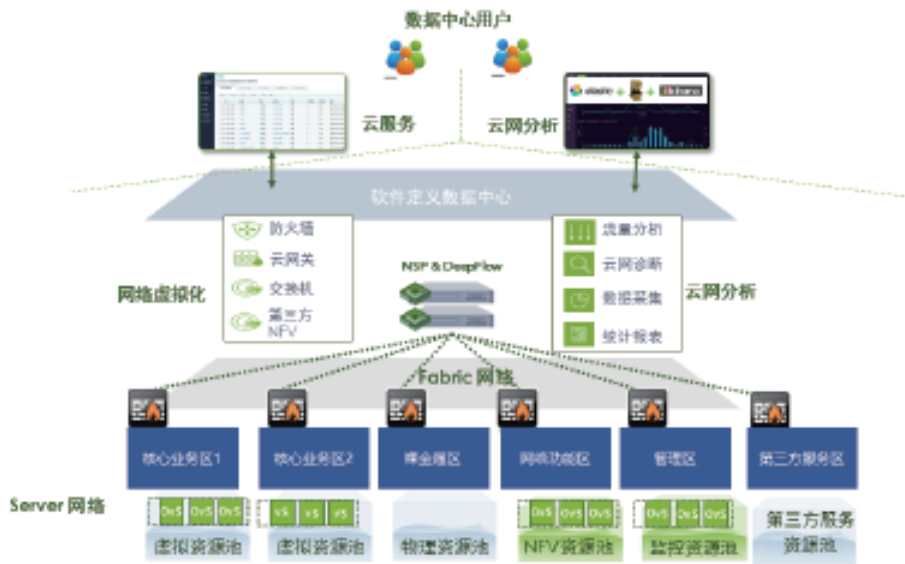 数据中心用户
云服务
云网分析
elastic + + kibana
软件定义数据中心
网络虚拟化
防火墙
云网关
交换机
第三方
NFV
NSP & DeepFlow
流量分析
云网诊断
数据采集
统计报表
云网分析
Fabric 网络
核心业务区1
核心业务区2
裸金属区
网络功能区
管理区
第三方服务区
Server 网络
OvS OvS OvS
vS vS vS
OvS OvS OvS
OvS OvS OvS
虚拟资源池
虚拟资源池
物理资源池
NFV资源池
监控资源池
第三方服务
资源池